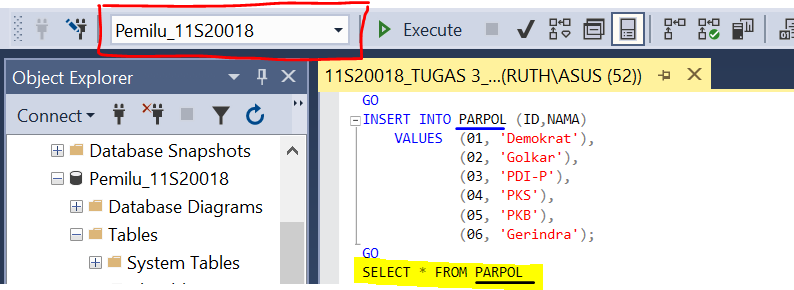 Pemilu_11S20018
Execute
Object Explorer
11S20018_TUGAS 3_...(RUTH\ASUS (52))
Connect
Database Snapshots
Pemilu_11S20018
Database Diagrams
Tables
System Tables
GO
INSERT INTO PARPOL (ID,NAMA)
VALUES (01, 'Demokrat'),
(02, 'Golkar'),
(03, 'PDI-P'),
(04, 'PKS'),
(05, 'PKB'),
(06, 'Gerindra');
GO
SELECT * FROM PARPOL